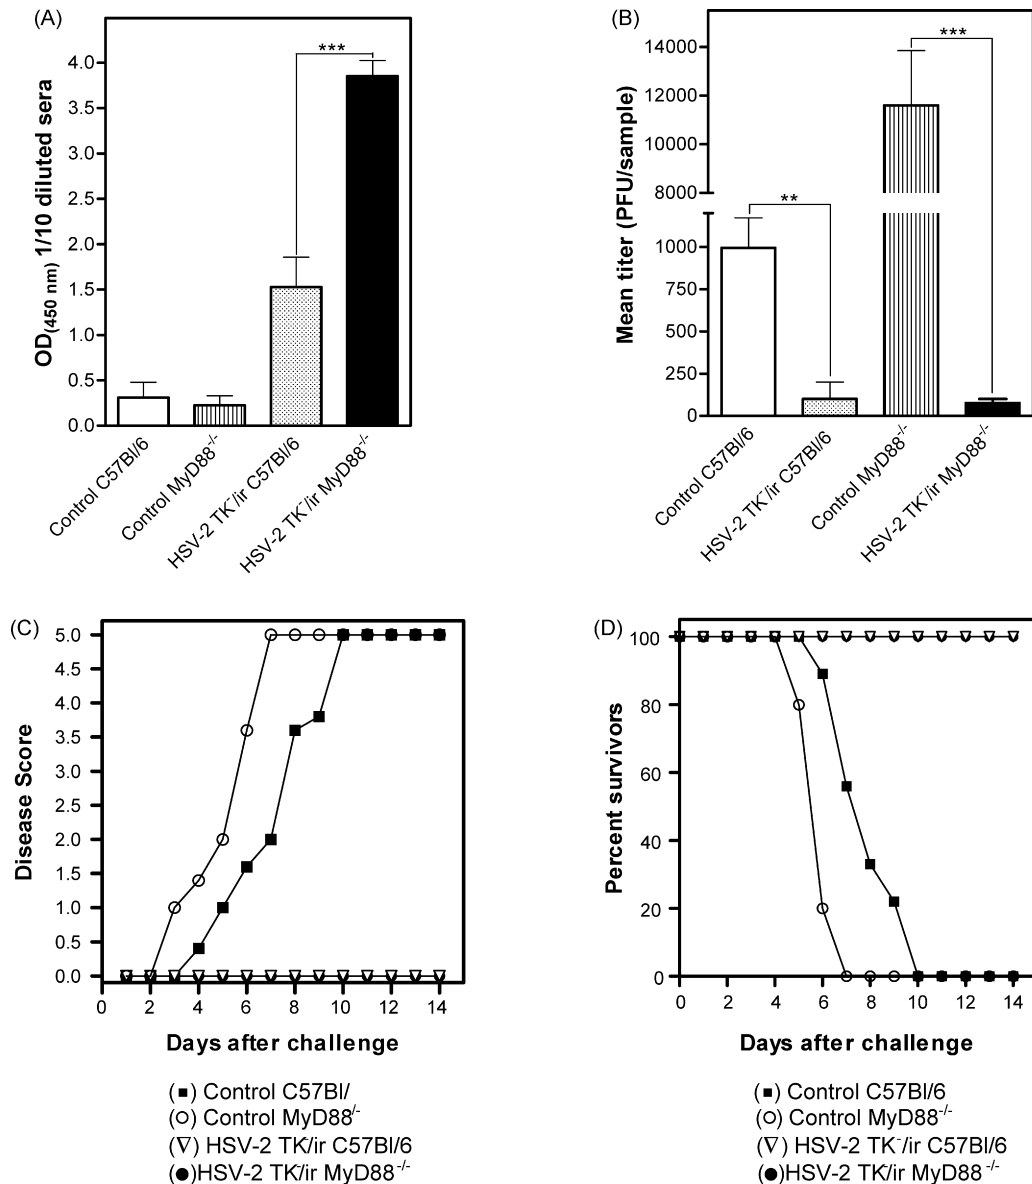 (A)
***
4.0
3.5
3.0
2.5
2.0
1.5
1.0
0.5
0.0
OD(450 nm) 1/10 diluted sera
Control C57Bl/6
Control MyD88-/-
HSV-2 TK-/ir C57Bl/6
HSV-2 TK-/ir MyD88-/-
(B)
***
**
14000
12000
10000
8000
1000
750
500
250
0
Mean titer (PFU/sample)
Control C57Bl/6
HSV-2 TK-/ir C57Bl/6
Control MyD88-/-
HSV-2 TK-/ir MyD88-/-
(C)
5.0
4.5
4.0
3.5
3.0
2.5
2.0
1.5
1.0
0.5
0.0
Disease Score
0 2 4 6 8 10 12 14
Days after challenge
(■) Control C57Bl/
(○) Control MyD88/-
(∇) HSV-2 TK/ir C57Bl/6
(●)HSV-2 TK/ir MyD88-/-
(D)
100
80
60
40
20
0
Percent survivors
0 2 4 6 8 10 12 14
Days after challenge
(■) Control C57Bl/6
(○) Control MyD88-/-
(∇) HSV-2 TK-/ir C57Bl/6
(●)HSV-2 TK/ir MyD88-/-